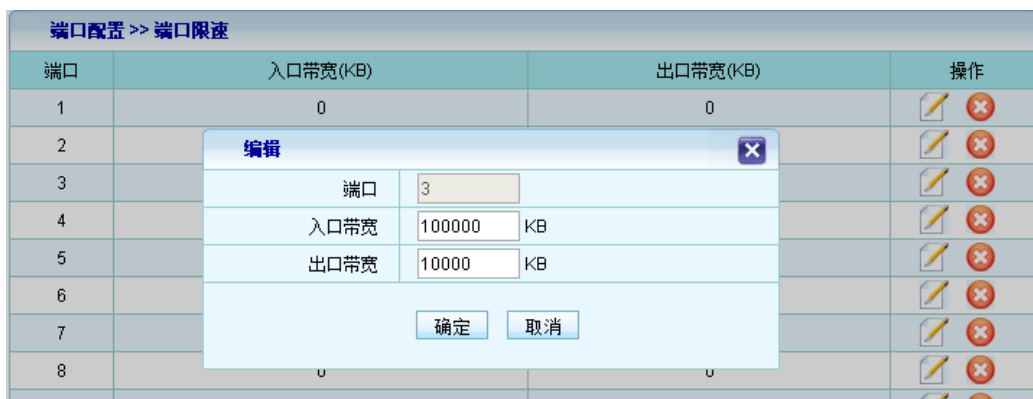 端口配置 >> 端口限速
端口 入口带宽(KB) 出口带宽(KB) 操作
1 0 0
2
编辑
3
端口 3
4
入口带宽 100000 KB
5
出口带宽 10000 KB
6
7
确定 取消
8 0 0